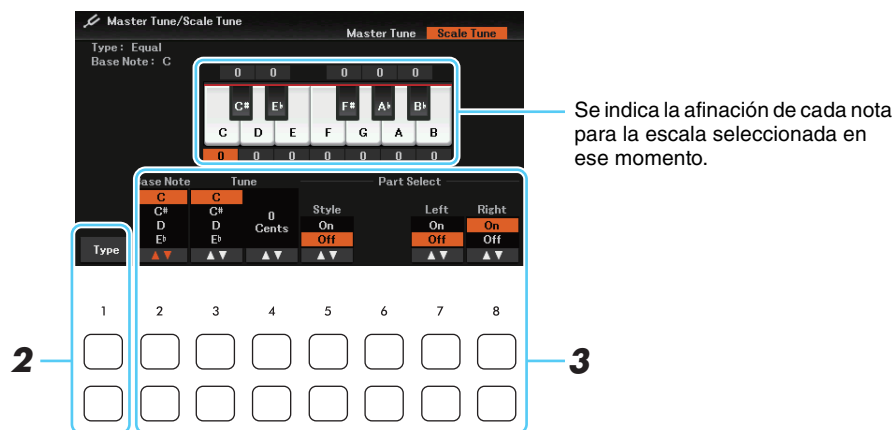 Master Tune/Scale Tune
Master Tune Scale Tune
Type : Equal
Base Note : C
0 0 0 0 0
C# E♭ F# A♭ B♭
C D E F G A B
0 0 0 0 0 0 0
Se indica la afinación de cada nota
para la escala seleccionada en
ese momento.
Base Note Tune Part Select
C C
C# C# 0 Style Left Right
D D Cents On On On
E♭ E♭ Off Off Off
Type ▲▼ ▲▼ ▲▼ ▲▼ ▲▼ ▲▼
1 2 3 4 5 6 7 8
2 3